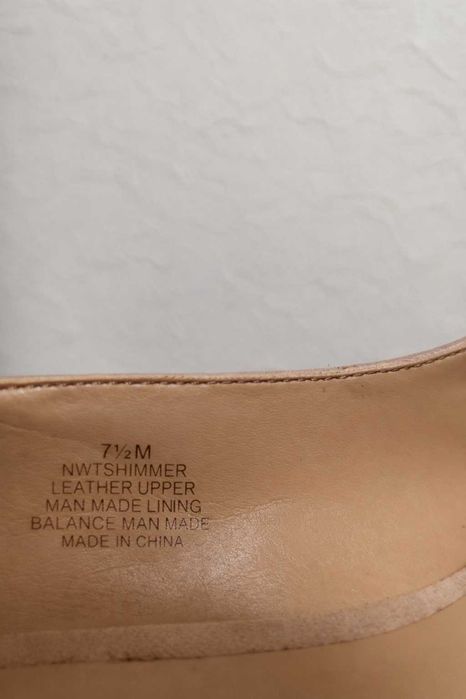 7½M
NWTSHIMMER
LEATHER UPPER
MAN MADE LINING
BALANCE MAN MADE
MADE IN CHINA